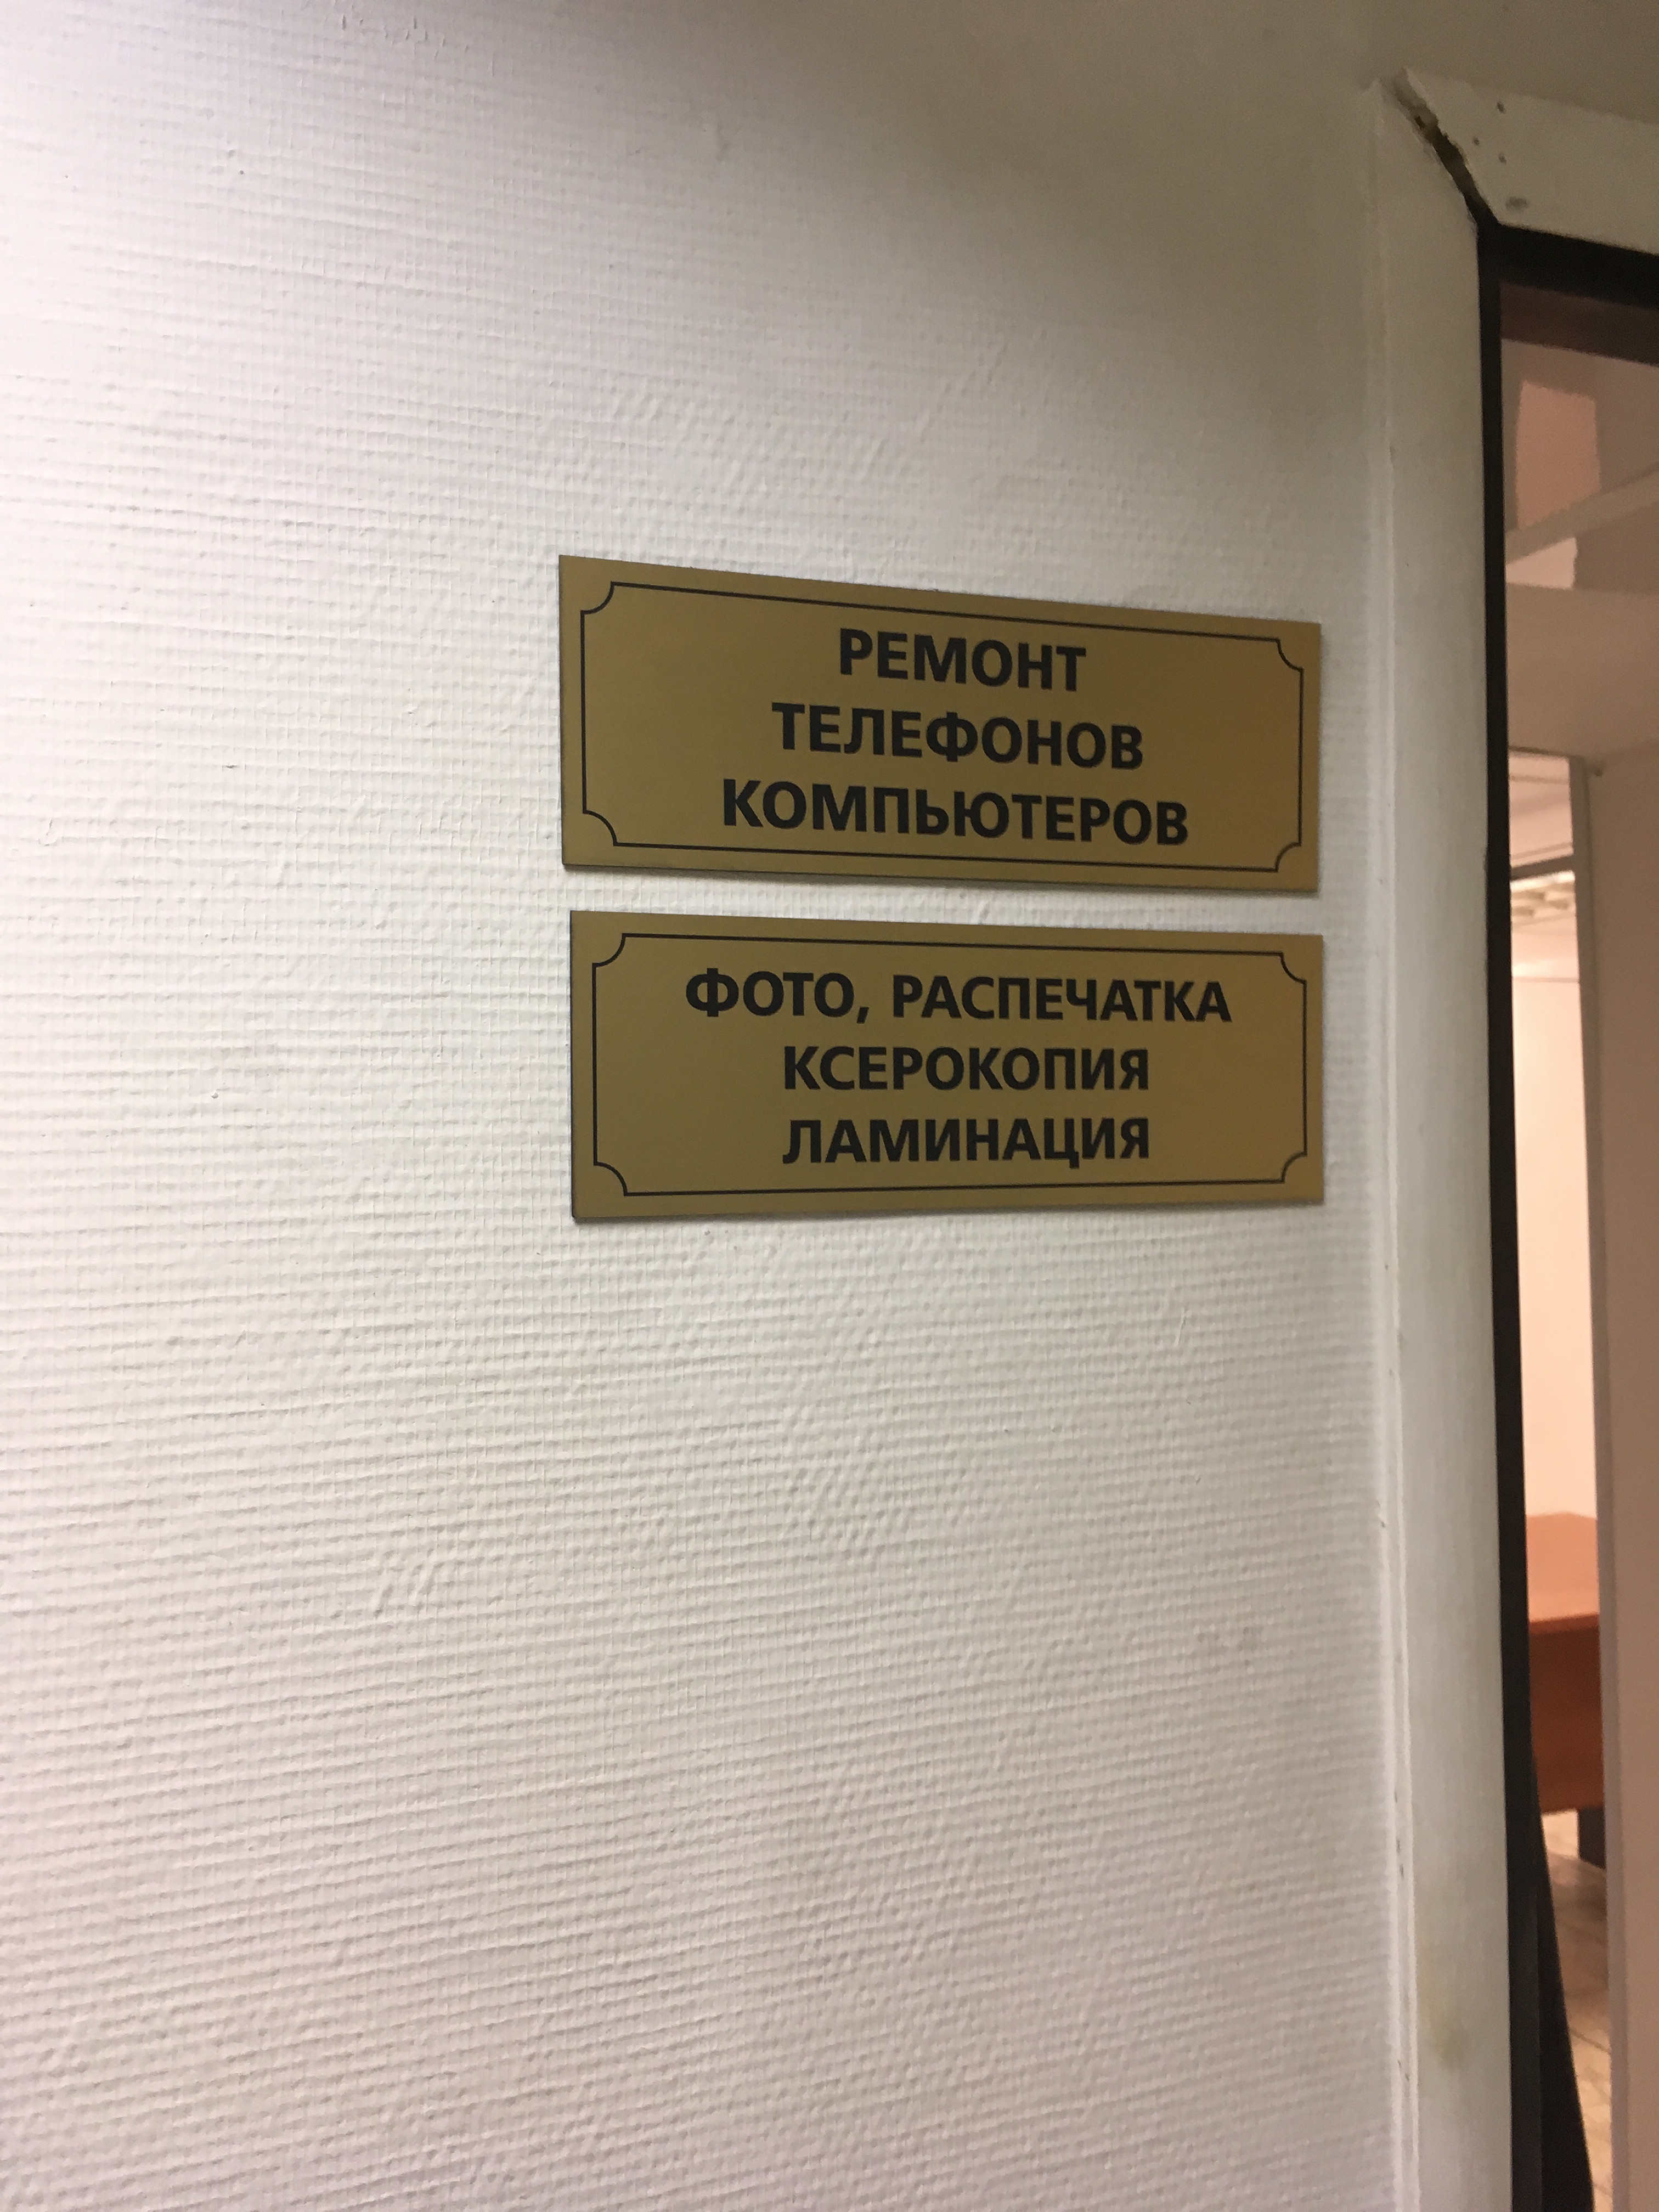 РЕМОНТ
ТЕЛЕФОНОВ
КОМПЬЮТЕРОВ
ФОТО, РАСПЕЧАТКА
КСЕРОКОПИЯ
ЛАМИНАЦИЯ